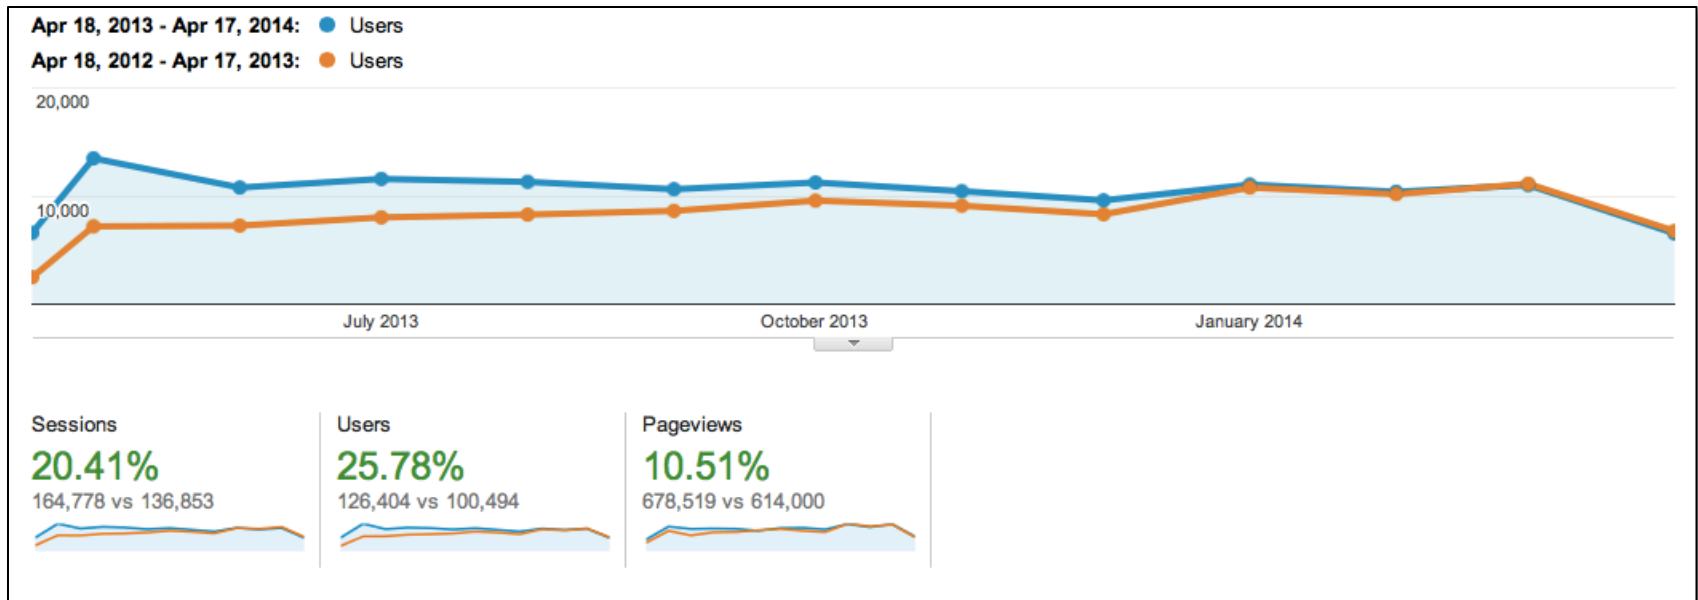 Apr 18, 2013 - Apr 17, 2014: Users
Apr 18, 2012 - Apr 17, 2013: Users
20,000
10,000
July 2013 October 2013 January 2014
Sessions Users Pageviews
20.41% 25.78% 10.51%
164,778 vs 136,853 126,404 vs 100,494 678,519 vs 614,000